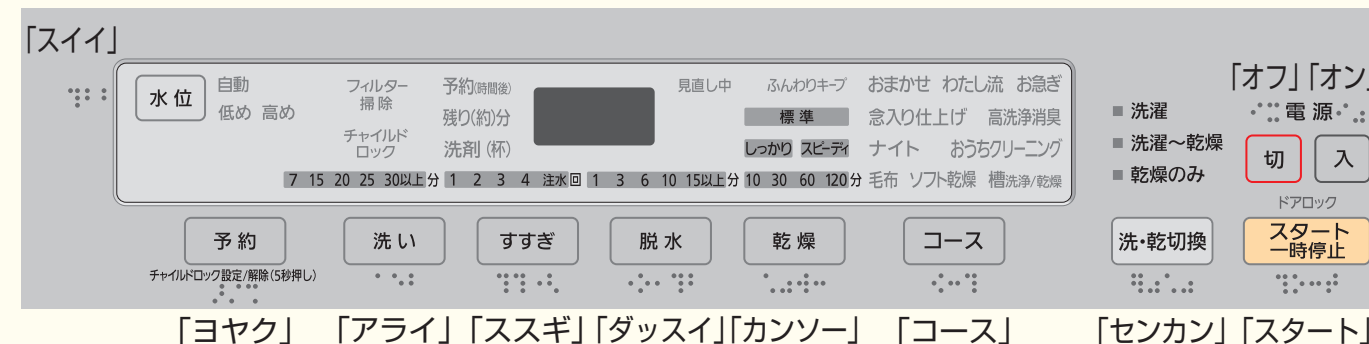 「スイイ」
「オフ」「オン」
水位
自動
低め 高め
フィルター
掃除
チャイルド
ロック
予約(時間後)
残り(約)分
洗剤(杯)
見直し中
ふんわりキープ
標準
しっかり スピーディ
おまかせ わたし流 お急ぎ
念入り仕上げ 高洗浄消臭
ナイト おうちクリーニング
毛布 ソフト乾燥 槽洗浄/乾燥
7 15 20 25 30以上分 1 2 3 4 注水回 1 3 6 10 15以上分 10 30 60 120分
■洗濯
■洗濯~乾燥
■乾燥のみ
電源
切 入
ドアロック
予約
洗い
すすぎ
脱水
乾燥
コース
洗・乾切換
スタート
一時停止
チャイルドロック設定/解除(5秒押し)
「ヨヤク」 「アライ」「ススギ」「ダッスイ」「カンソー」 「コース」 「センカン」「スタート」